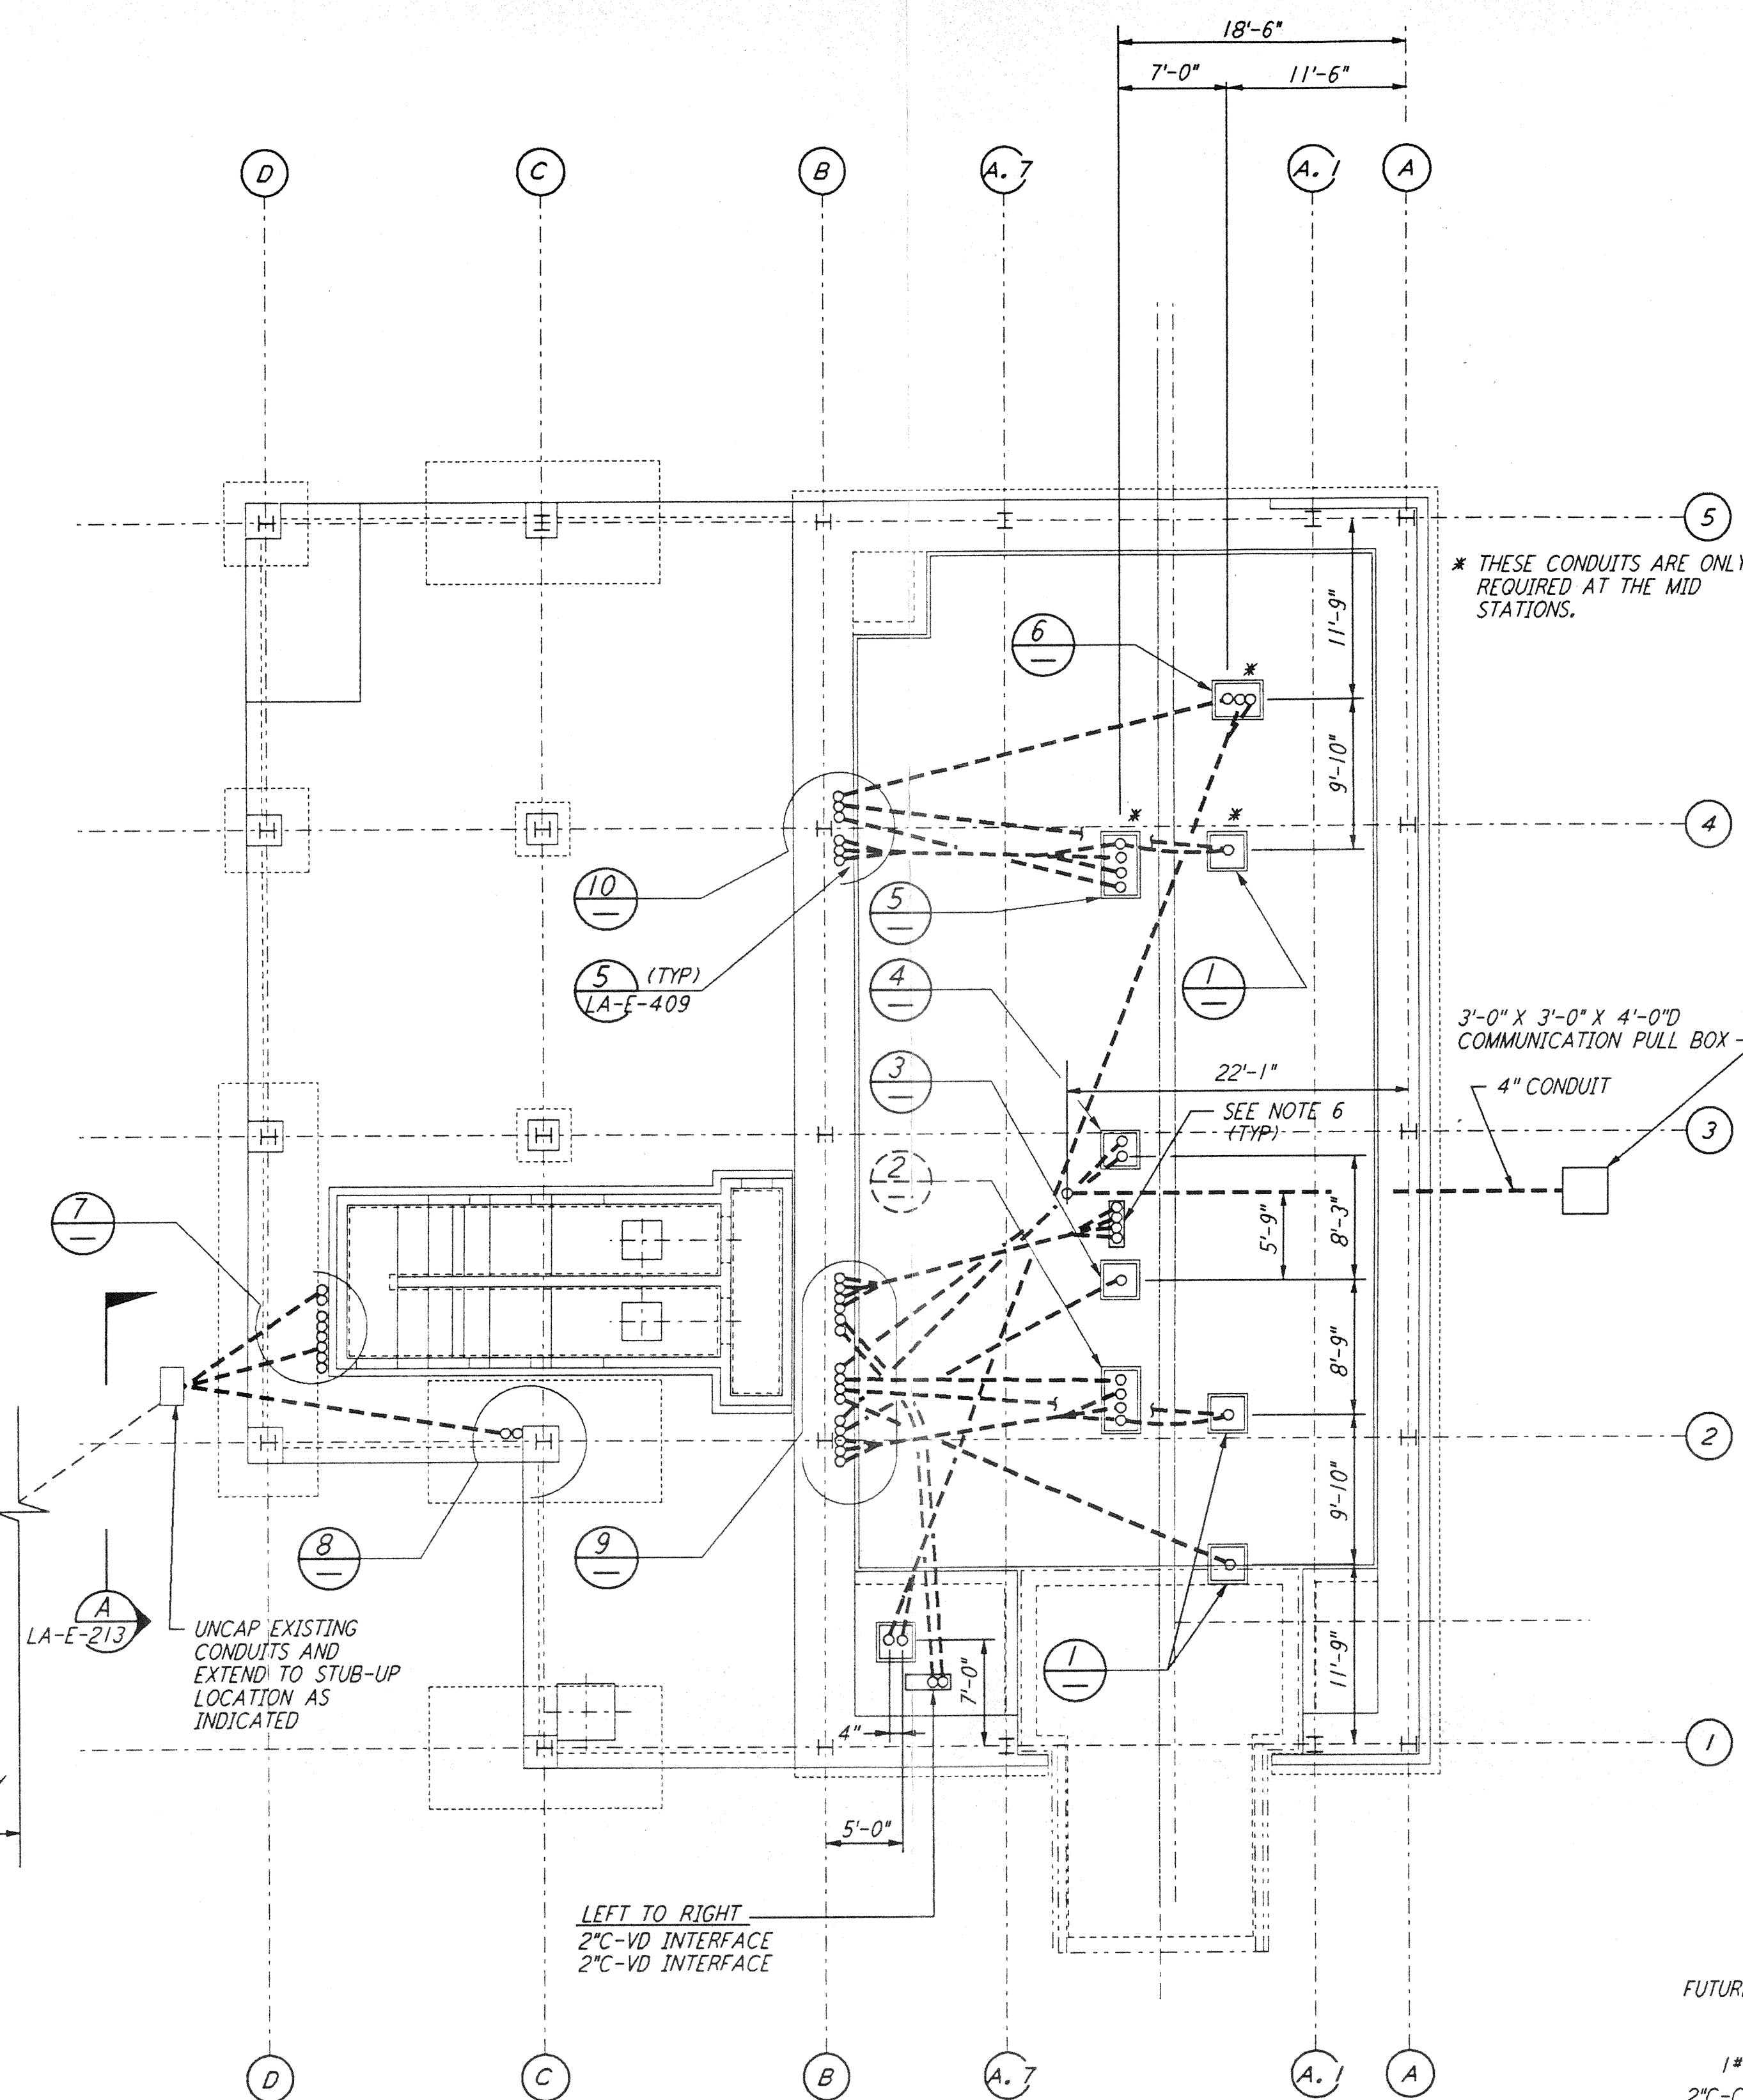 18'-6"
7'-0"
11'-6"
D
C
B
A.7
A.1
A
5
* THESE CONDUITS ARE ONLY
REQUIRED AT THE MID
STATIONS.
11'-9"
6
*
9'-10"
*
*
4
10
5
5 (TYP)
LA-E-409
4
1
3'-0" X 3'-0" X 4'-0"D
COMMUNICATION PULL BOX
3
22'-1"
4" CONDUIT
SEE NOTE 6
(TYP)
3
2
7
5'-9"
8'-3"
8'-9"
2
9'-10"
8
9
A
LA-E-213
UNCAP EXISTING
CONDUITS AND
EXTEND TO STUB-UP
LOCATION AS
INDICATED
1
7'-0"
11'-9"
4"
1
5'-0"
LEFT TO RIGHT
2"C-VD INTERFACE
2"C-VD INTERFACE
1#
D
C
B
A.7
A.1
A